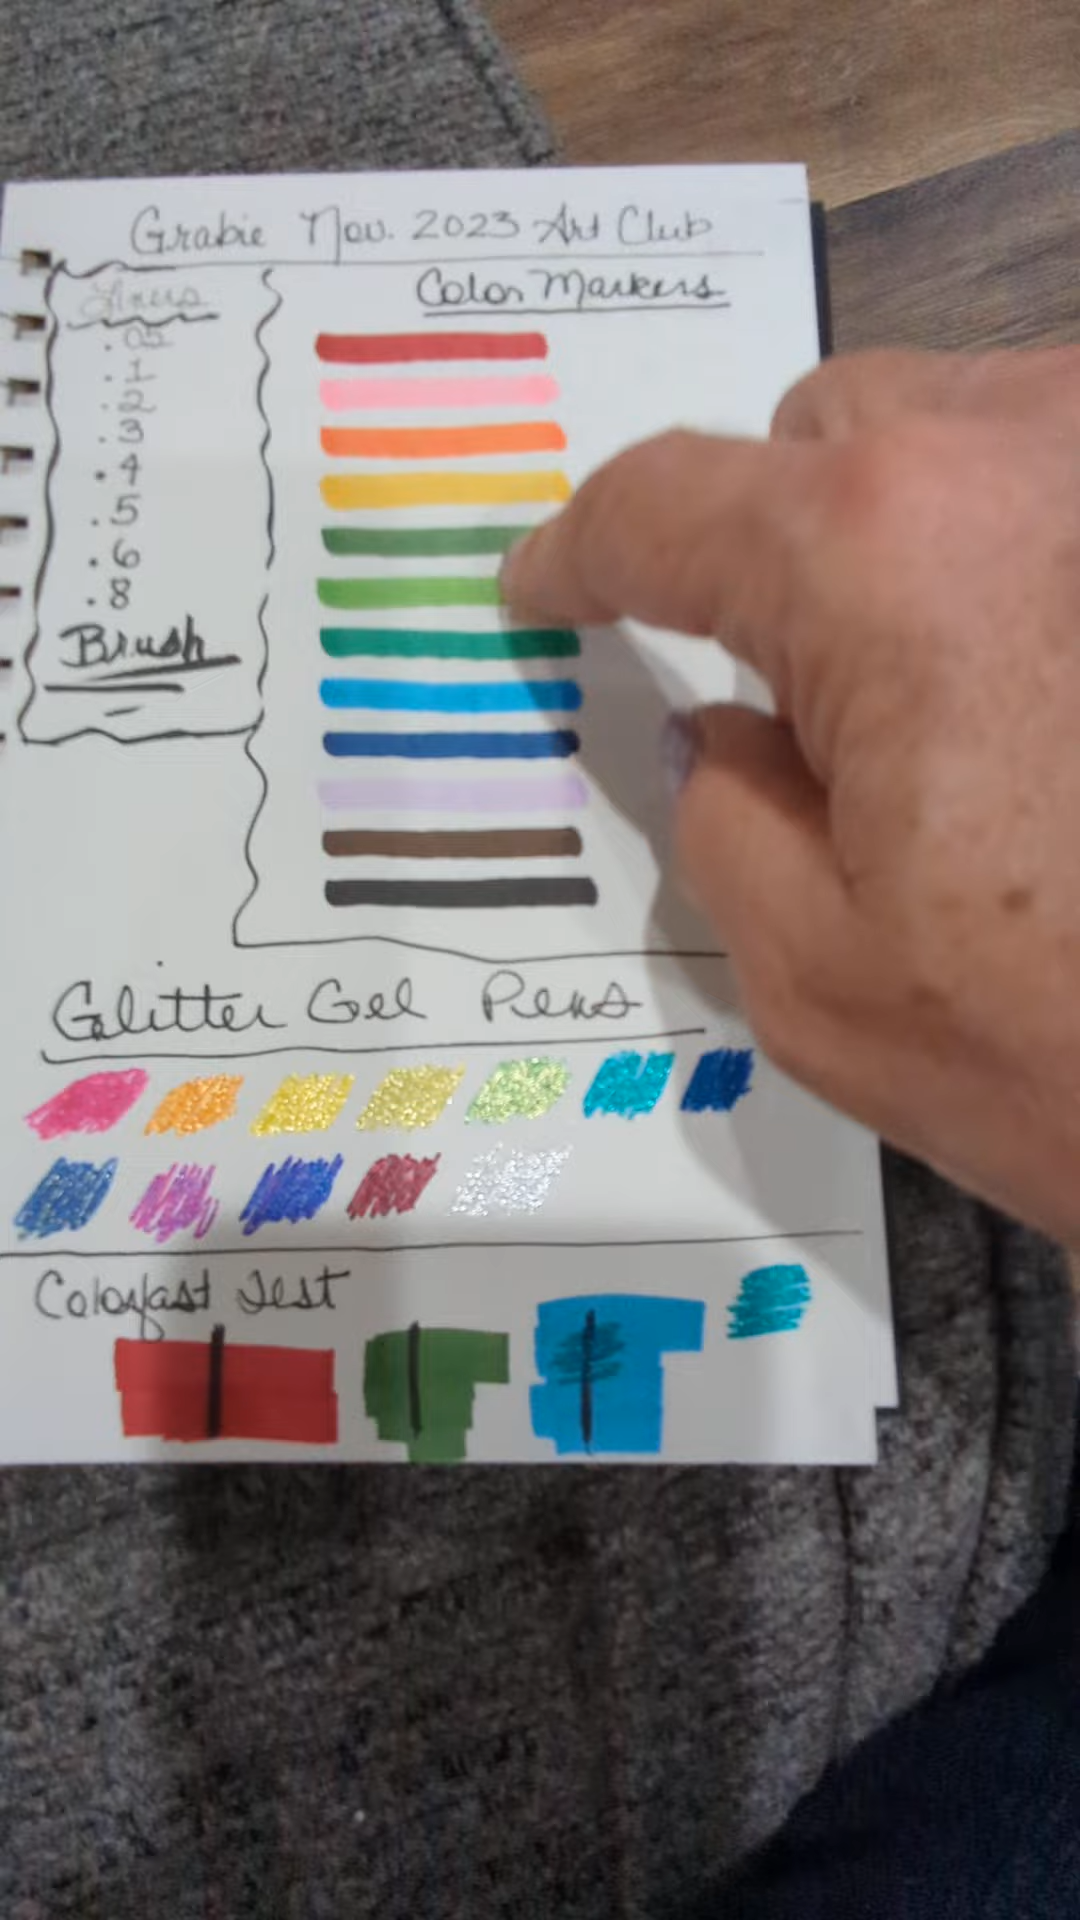 Grabie Nov. 2023 Art Club
Liners
.05
.1
.2
.3
.4
.5
.6
.8
Brush
Color Markers
Glitter Gel Pens
Colorfast Test